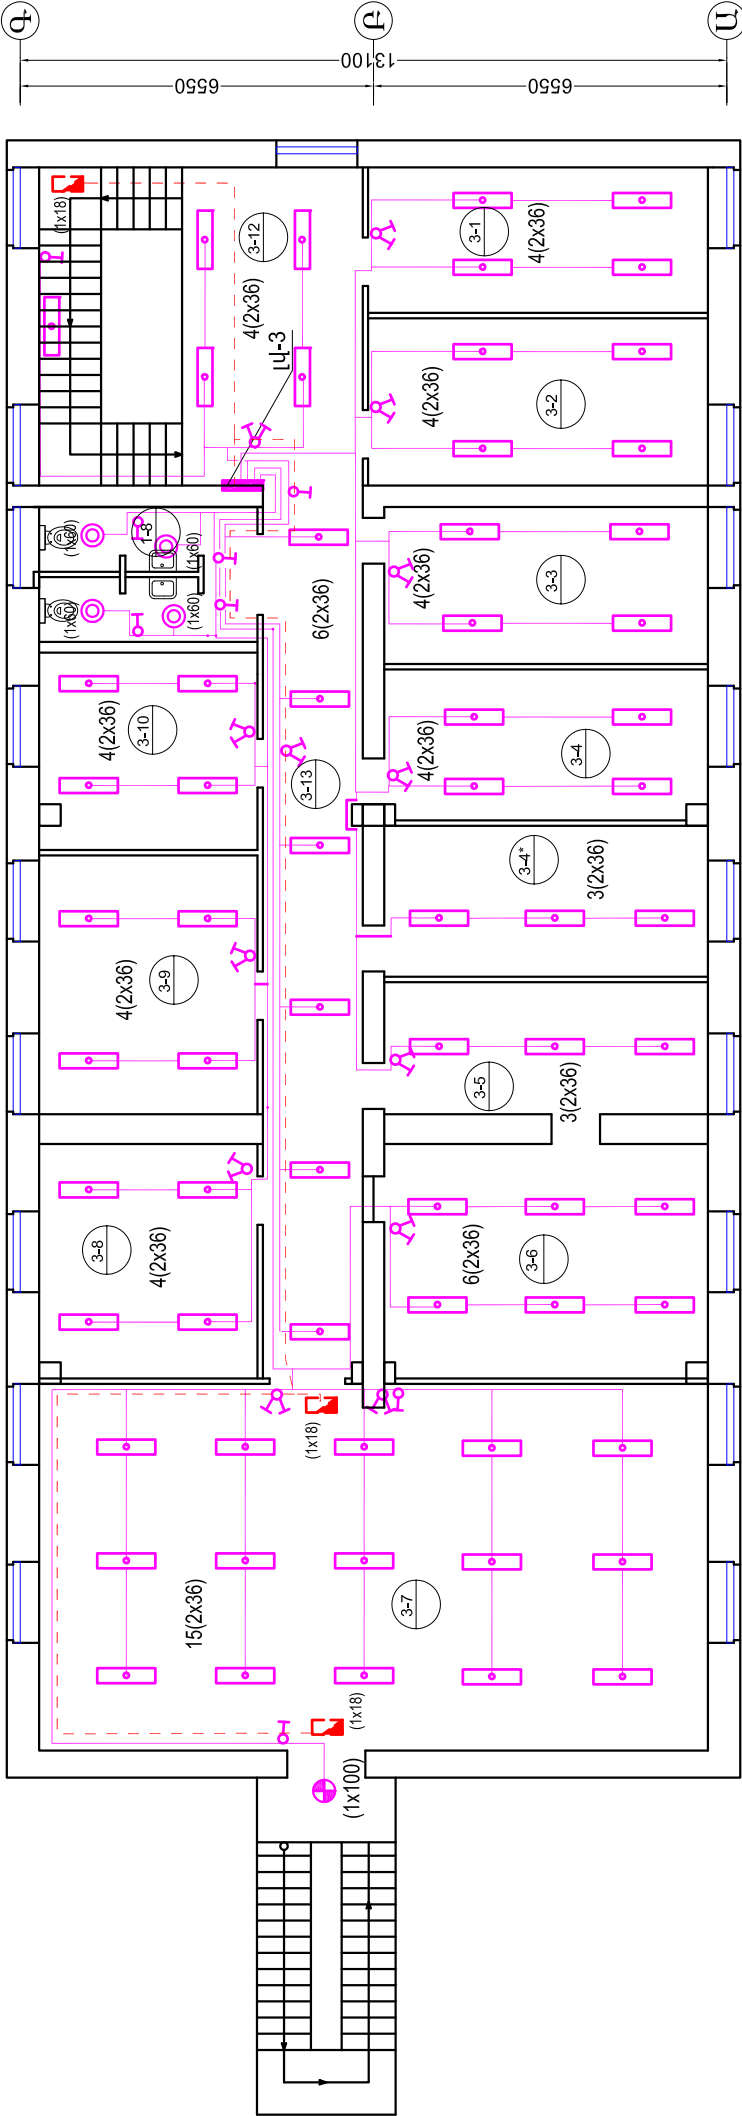 Գ
Բ
Ա
13100
6550
6550
(1x18)
3-12
4(2x36)
ԼՎ-3
3-1
4(2x36)
3-2
4(2x36)
(1x60)
1-8
(1x60)
(1x60)
(1x60)
6(2x36)
3-3
4(2x36)
3-10
4(2x36)
3-13
3-4
4(2x36)
3-4*
3(2x36)
3-9
4(2x36)
3-5
3(2x36)
3-8
4(2x36)
3-6
6(2x36)
(1x18)
15(2x36)
3-7
(1x18)
(1x100)